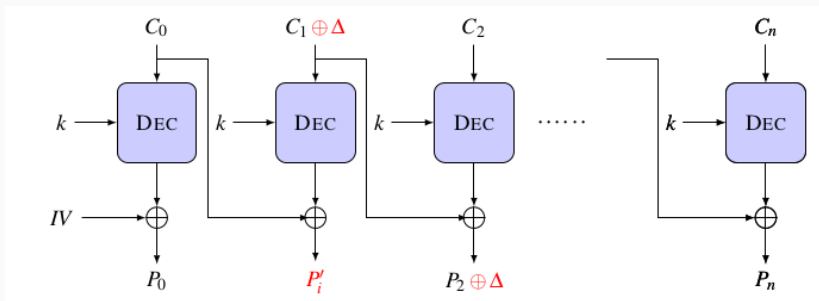 C₀ C₁ ⊕ Δ C₂ Cₙ
k DEC k DEC k DEC ...... k DEC
IV
P₀ P′ᵢ P₂ ⊕ Δ Pₙ